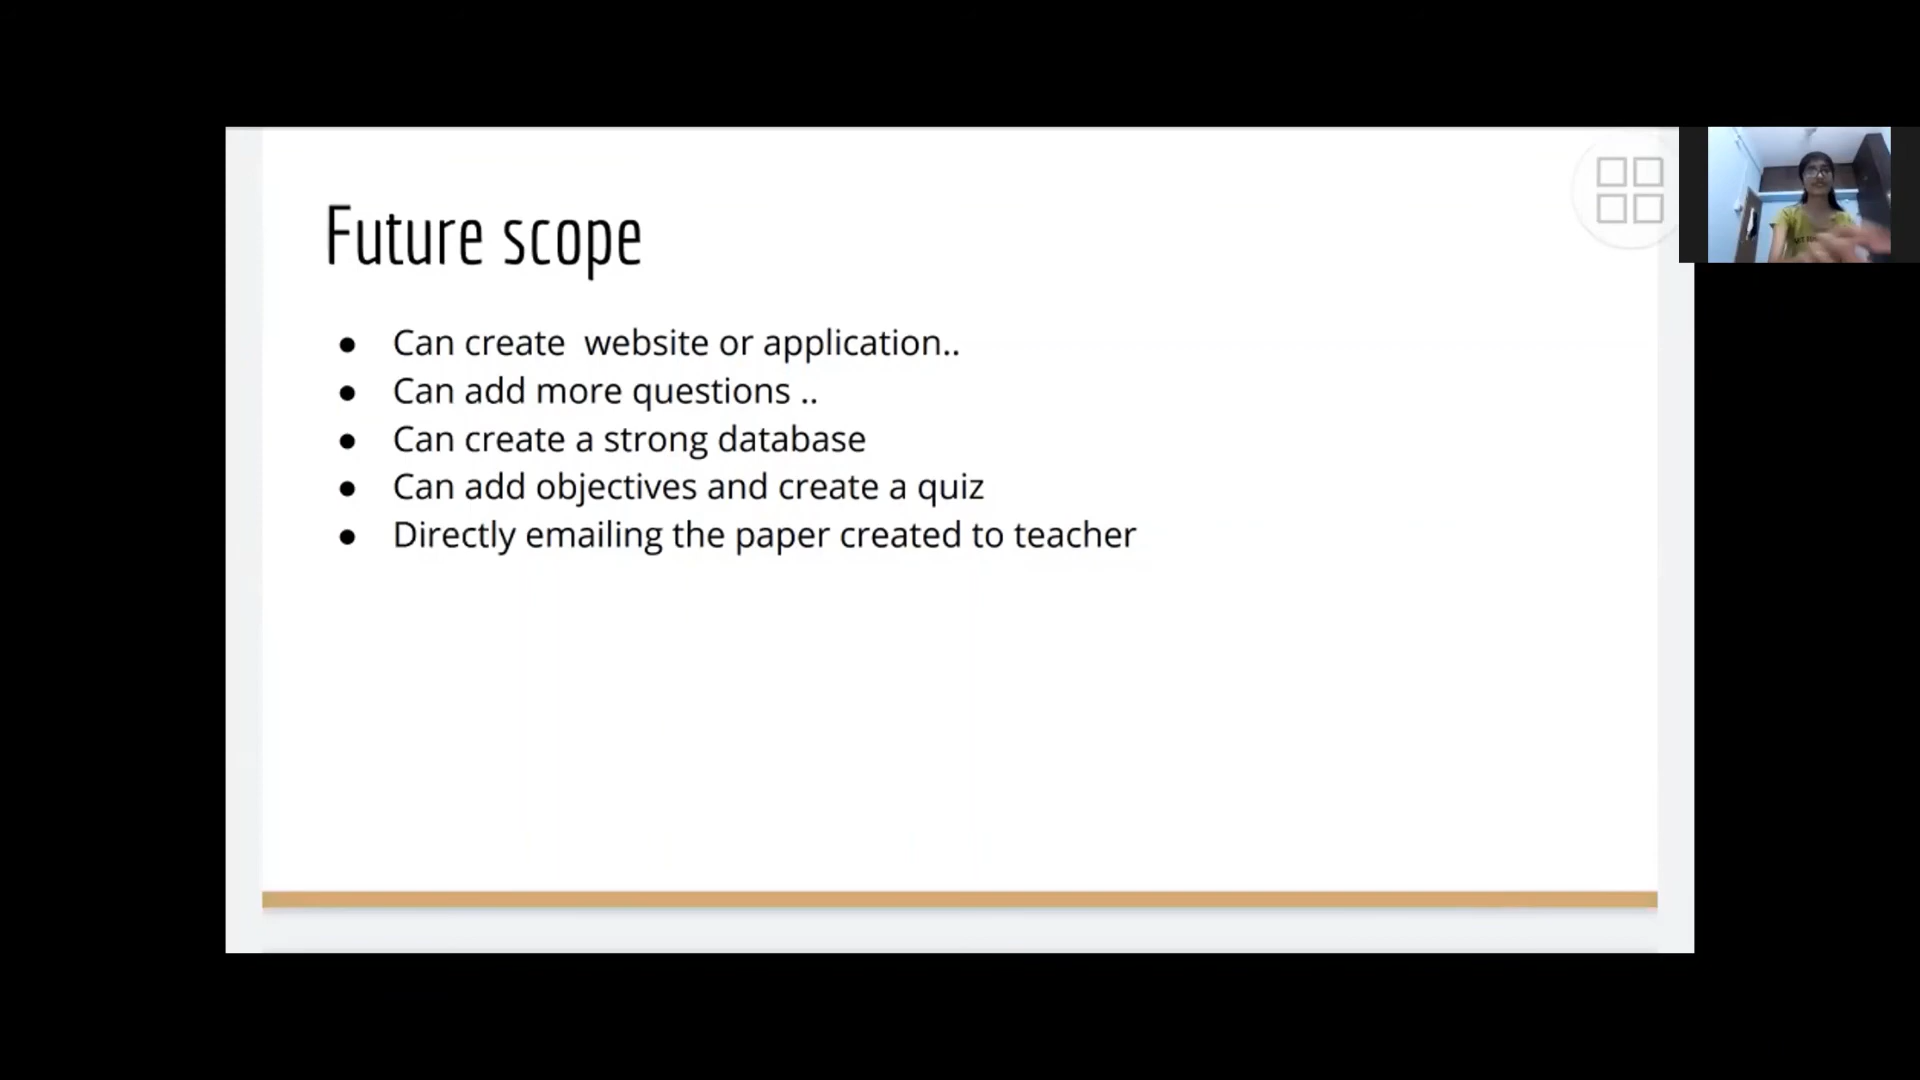 Future scope
● Can create  website or application..
● Can add more questions ..
● Can create a strong database
● Can add objectives and create a quiz
● Directly emailing the paper created to teacher